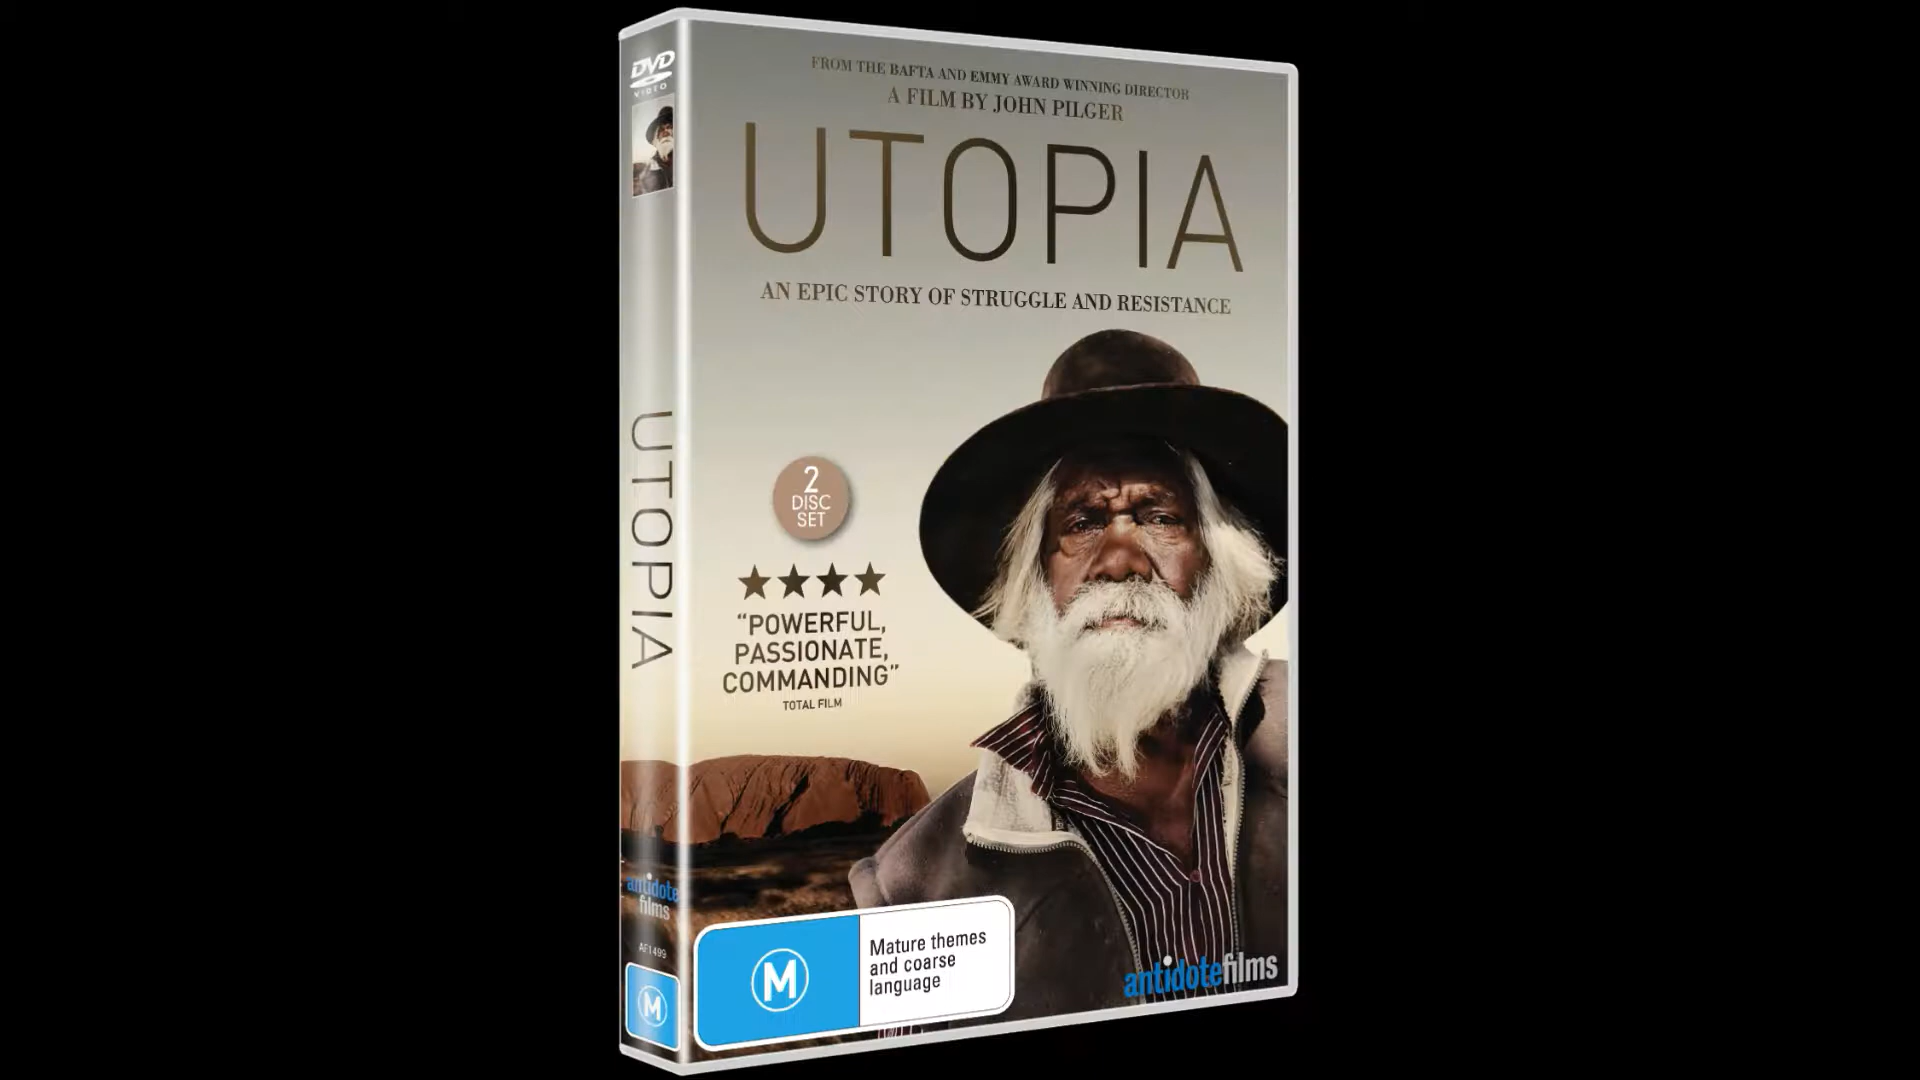 DVD
VIDEO
UTOPIA
antidote
films
AF1499
M
FROM THE BAFTA AND EMMY AWARD WINNING DIRECTOR
A FILM BY JOHN PILGER
UTOPIA
AN EPIC STORY OF STRUGGLE AND RESISTANCE
2
DISC
SET
“POWERFUL,
PASSIONATE,
COMMANDING”
TOTAL FILM
M
Mature themes
and coarse
language
antidotefilms